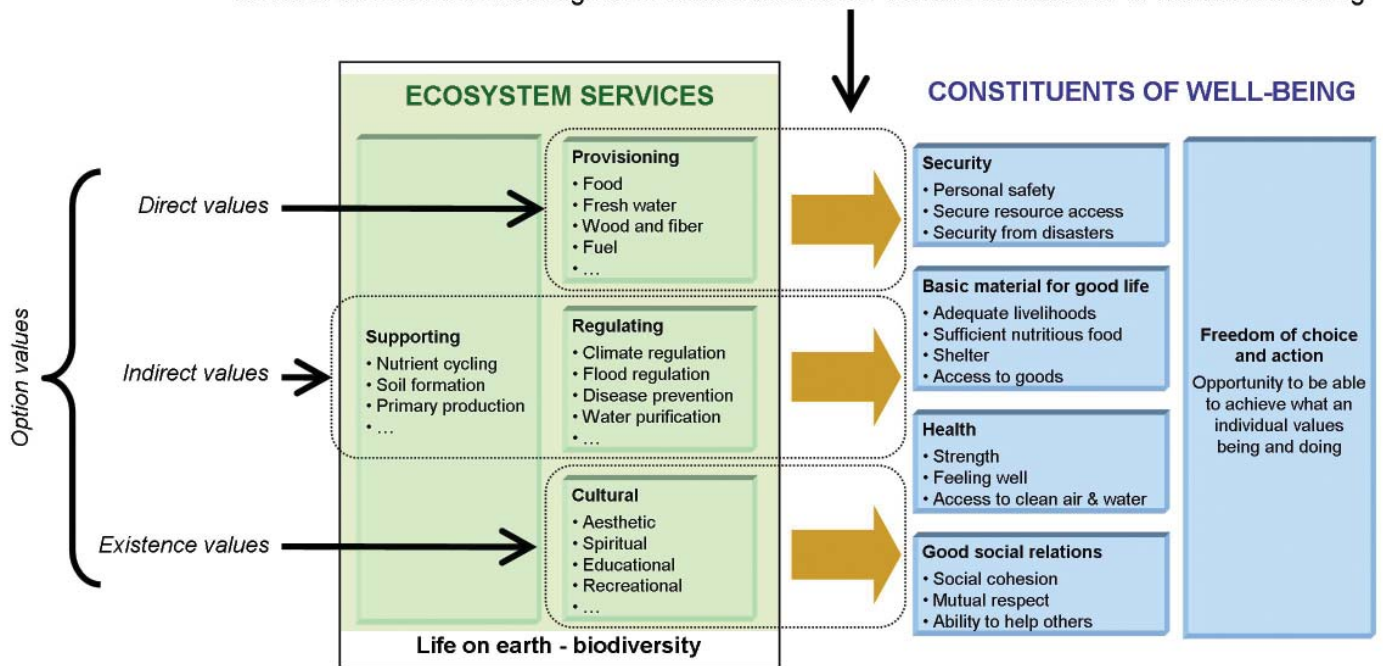 ECOSYSTEM SERVICES
CONSTITUENTS OF WELL-BEING
Option values
Direct values
Indirect values
Existence values
Supporting
• Nutrient cycling
• Soil formation
• Primary production
• ...
Provisioning
• Food
• Fresh water
• Wood and fiber
• Fuel
• ...
Regulating
• Climate regulation
• Flood regulation
• Disease prevention
• Water purification
• ...
Cultural
• Aesthetic
• Spiritual
• Educational
• Recreational
• ...
Life on earth - biodiversity
Security
• Personal safety
• Secure resource access
• Security from disasters
Basic material for good life
• Adequate livelihoods
• Sufficient nutritious food
• Shelter
• Access to goods
Health
• Strength
• Feeling well
• Access to clean air & water
Good social relations
• Social cohesion
• Mutual respect
• Ability to help others
Freedom of choice
and action
Opportunity to be able
to achieve what an
individual values
being and doing